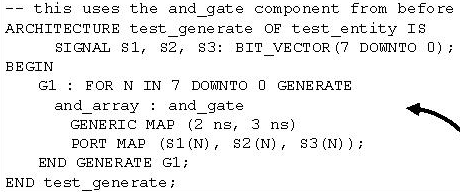 -- this uses the and_gate component from before
ARCHITECTURE test_generate OF test_entity IS
SIGNAL S1, S2, S3: BIT_VECTOR(7 DOWNTO 0);
BEGIN
G1 : FOR N IN 7 DOWNTO 0 GENERATE
and_array : and_gate
GENERIC MAP (2 ns, 3 ns)
PORT MAP (S1(N), S2(N), S3(N));
END GENERATE G1;
END test_generate;